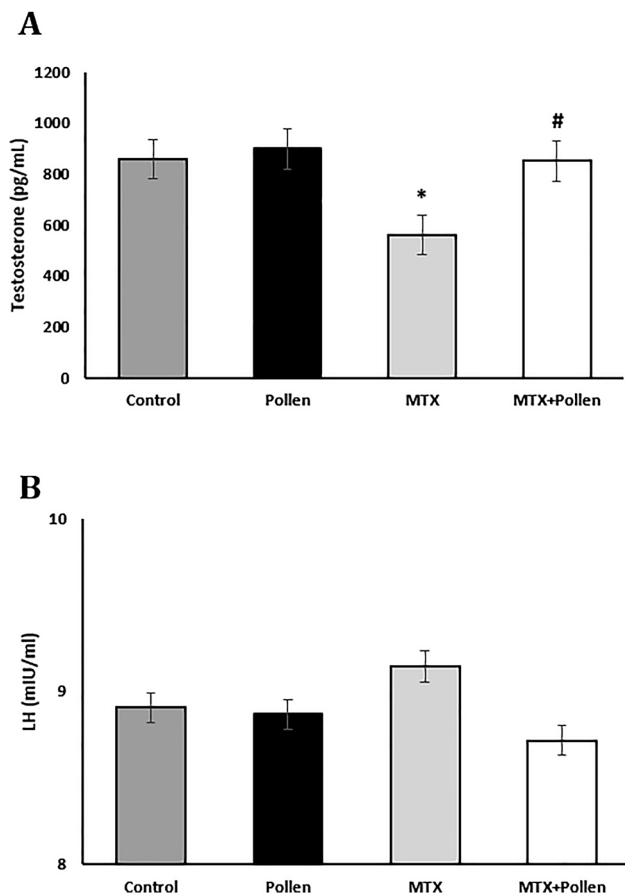 A
1200
1000
800
600
400
200
0
Testosterone (pg/mL)
*
#
Control Pollen MTX MTX+Pollen
B
10
9
8
LH (mIU/ml)
Control Pollen MTX MTX+Pollen